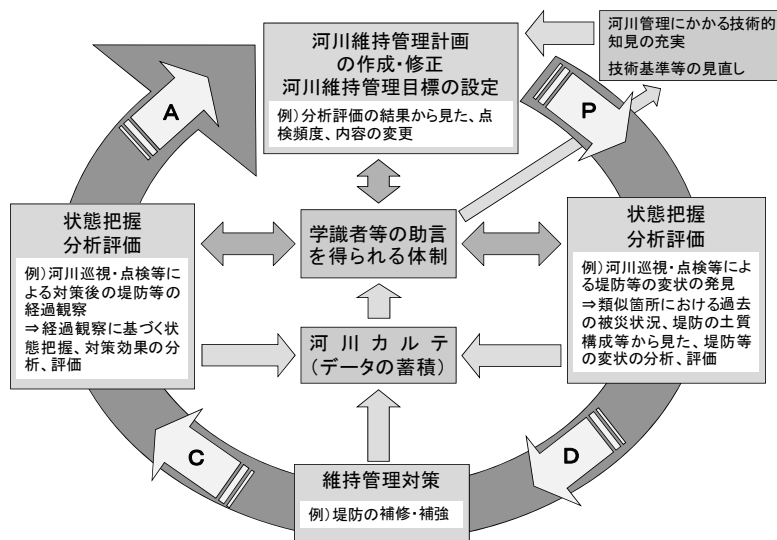 河川維持管理計画
の作成・修正
河川維持管理目標の設定
例）分析評価の結果から見た、点
検頻度、内容の変更
河川管理にかかる技術的
知見の充実
技術基準等の見直し
A
P
状態把握
分析評価
例）河川巡視・点検等に
よる対策後の堤防等の
経過観察
⇒経過観察に基づく状
態把握、対策効果の分
析、評価
学識者等の助言
を得られる体制
状態把握
分析評価
例）河川巡視・点検等によ
る堤防等の変状の発見
⇒類似箇所における過去
の被災状況、堤防の土質
構成等から見た、堤防等
の変状の分析、評価
河川カルテ
（データの蓄積）
C
D
維持管理対策
例）堤防の補修・補強